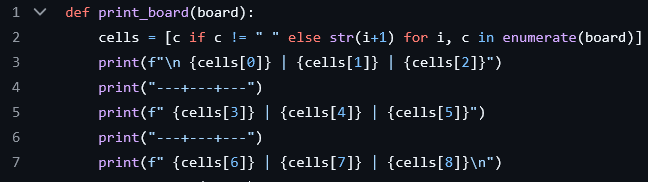 1 def print_board(board):
2     cells = [c if c != " " else str(i+1) for i, c in enumerate(board)]
3     print(f"\n {cells[0]} | {cells[1]} | {cells[2]}")
4     print("---+---+---")
5     print(f" {cells[3]} | {cells[4]} | {cells[5]}")
6     print("---+---+---")
7     print(f" {cells[6]} | {cells[7]} | {cells[8]}\n")